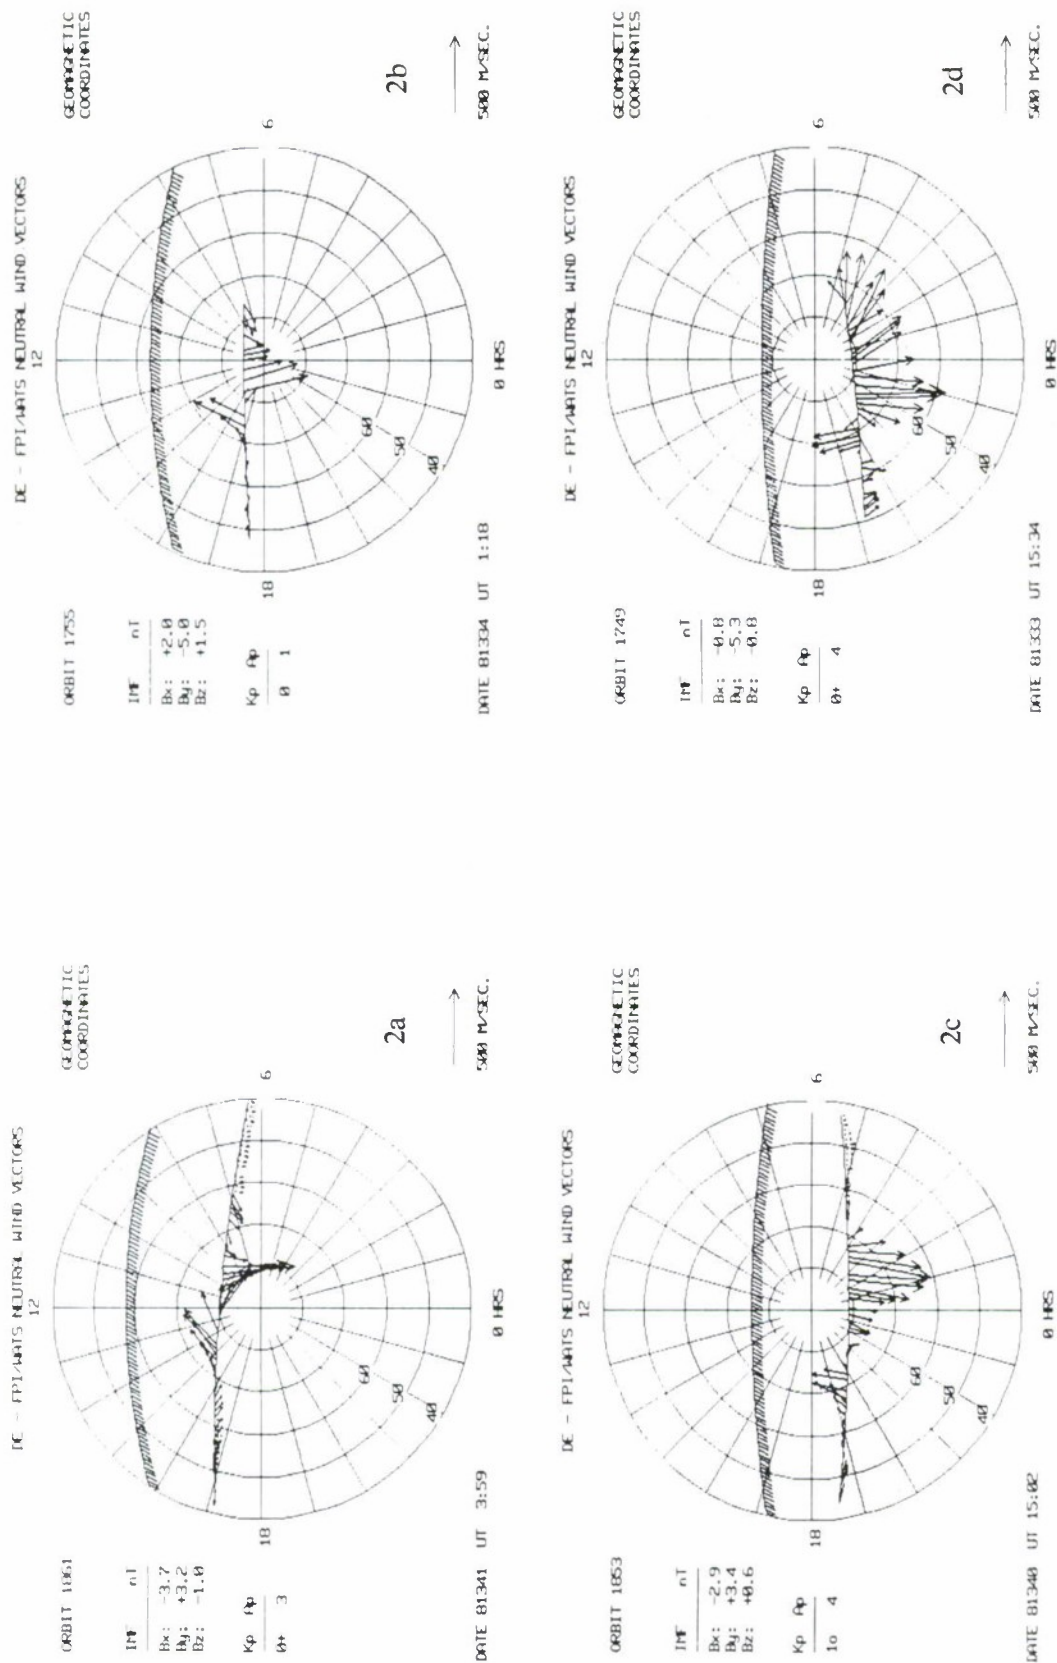 DE - FPI/WATS NEUTRAL WIND VECTORS
ORBIT 1861
12
GEOMAGNETIC
COORDINATES
IMF nT
Bx: -3.7
By: +3.2
Bz: -1.0
Kp Ap
0+ 3
18
6
60
50
40
2a
0 HRS
500 M/SEC.
DATE 81341 UT 3:59
DE - FPI/WATS NEUTRAL WIND VECTORS
ORBIT 1755
12
GEOMAGNETIC
COORDINATES
IMF nT
Bx: +2.0
By: -5.0
Bz: +1.5
Kp Ap
0 1
18
6
60
50
40
2b
0 HRS
500 M/SEC.
DATE 81334 UT 1:18
DE - FPI/WATS NEUTRAL WIND VECTORS
ORBIT 1853
12
GEOMAGNETIC
COORDINATES
IMF nT
Bx: -2.9
By: +3.4
Bz: +0.6
Kp Ap
1o 4
18
6
60
50
40
2c
0 HRS
500 M/SEC.
DATE 81340 UT 15:02
DE - FPI/WATS NEUTRAL WIND VECTORS
ORBIT 1749
12
GEOMAGNETIC
COORDINATES
IMF nT
Bx: -0.8
By: -5.3
Bz: -0.8
Kp Ap
0+ 4
18
6
60
50
40
2d
0 HRS
500 M/SEC.
DATE 81333 UT 15:34